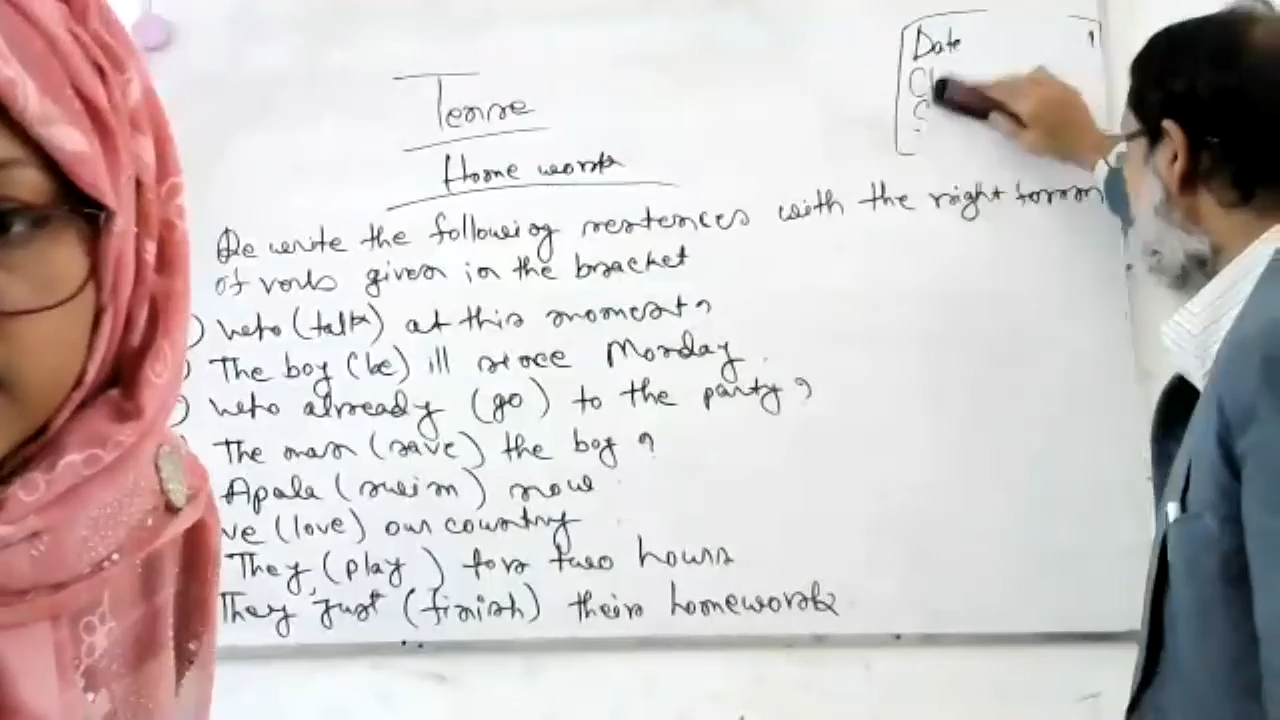 Date
Tense
Home work
Re write the following sentences with the right form
of verbs given in the bracket
) who (talk) at this moment?
) The boy (be) ill since Monday.
) who already (go) to the party?
The man (save) the boy?
Apala (swim) now
we (love) our country
They (play) for two hours
They just (finish) their homework